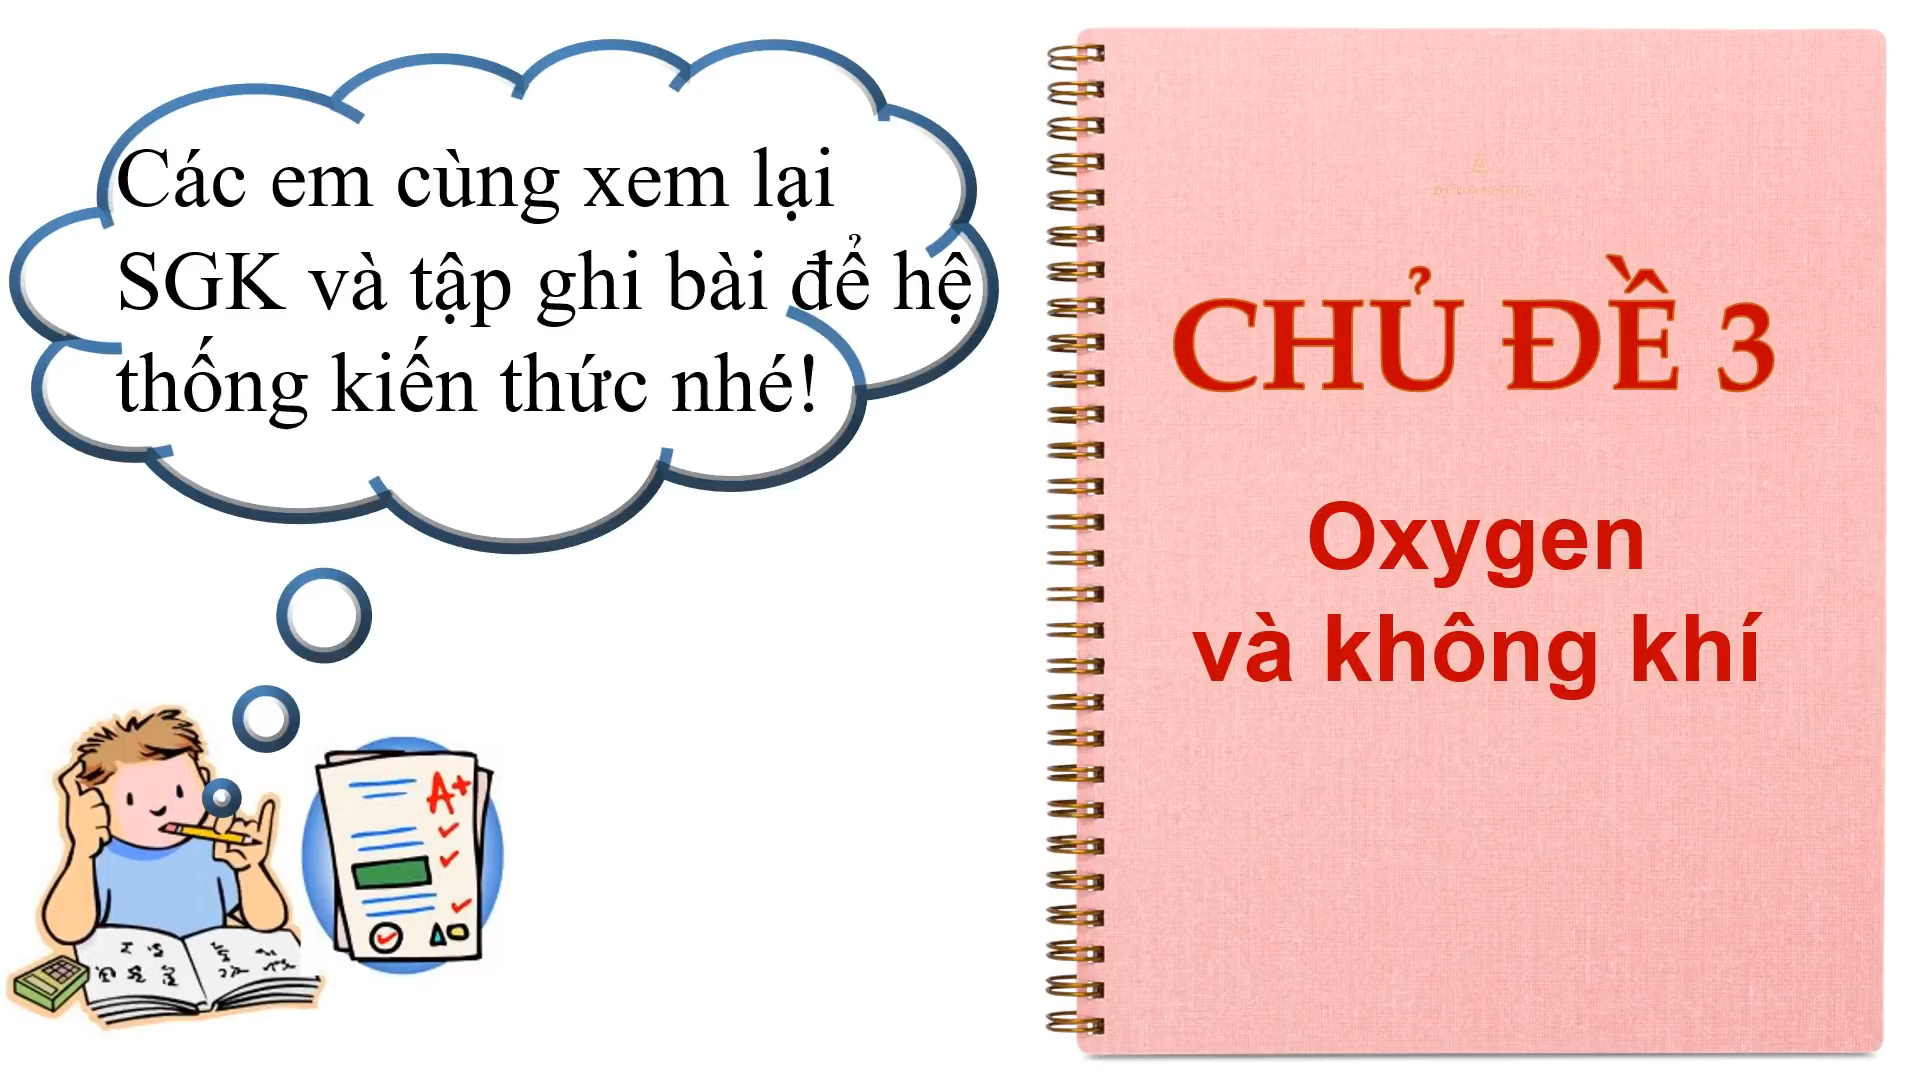 Các em cùng xem lại
SGK và tập ghi bài để hệ
thống kiến thức nhé!
CHỦ ĐỀ 3
Oxygen
và không khí
A+